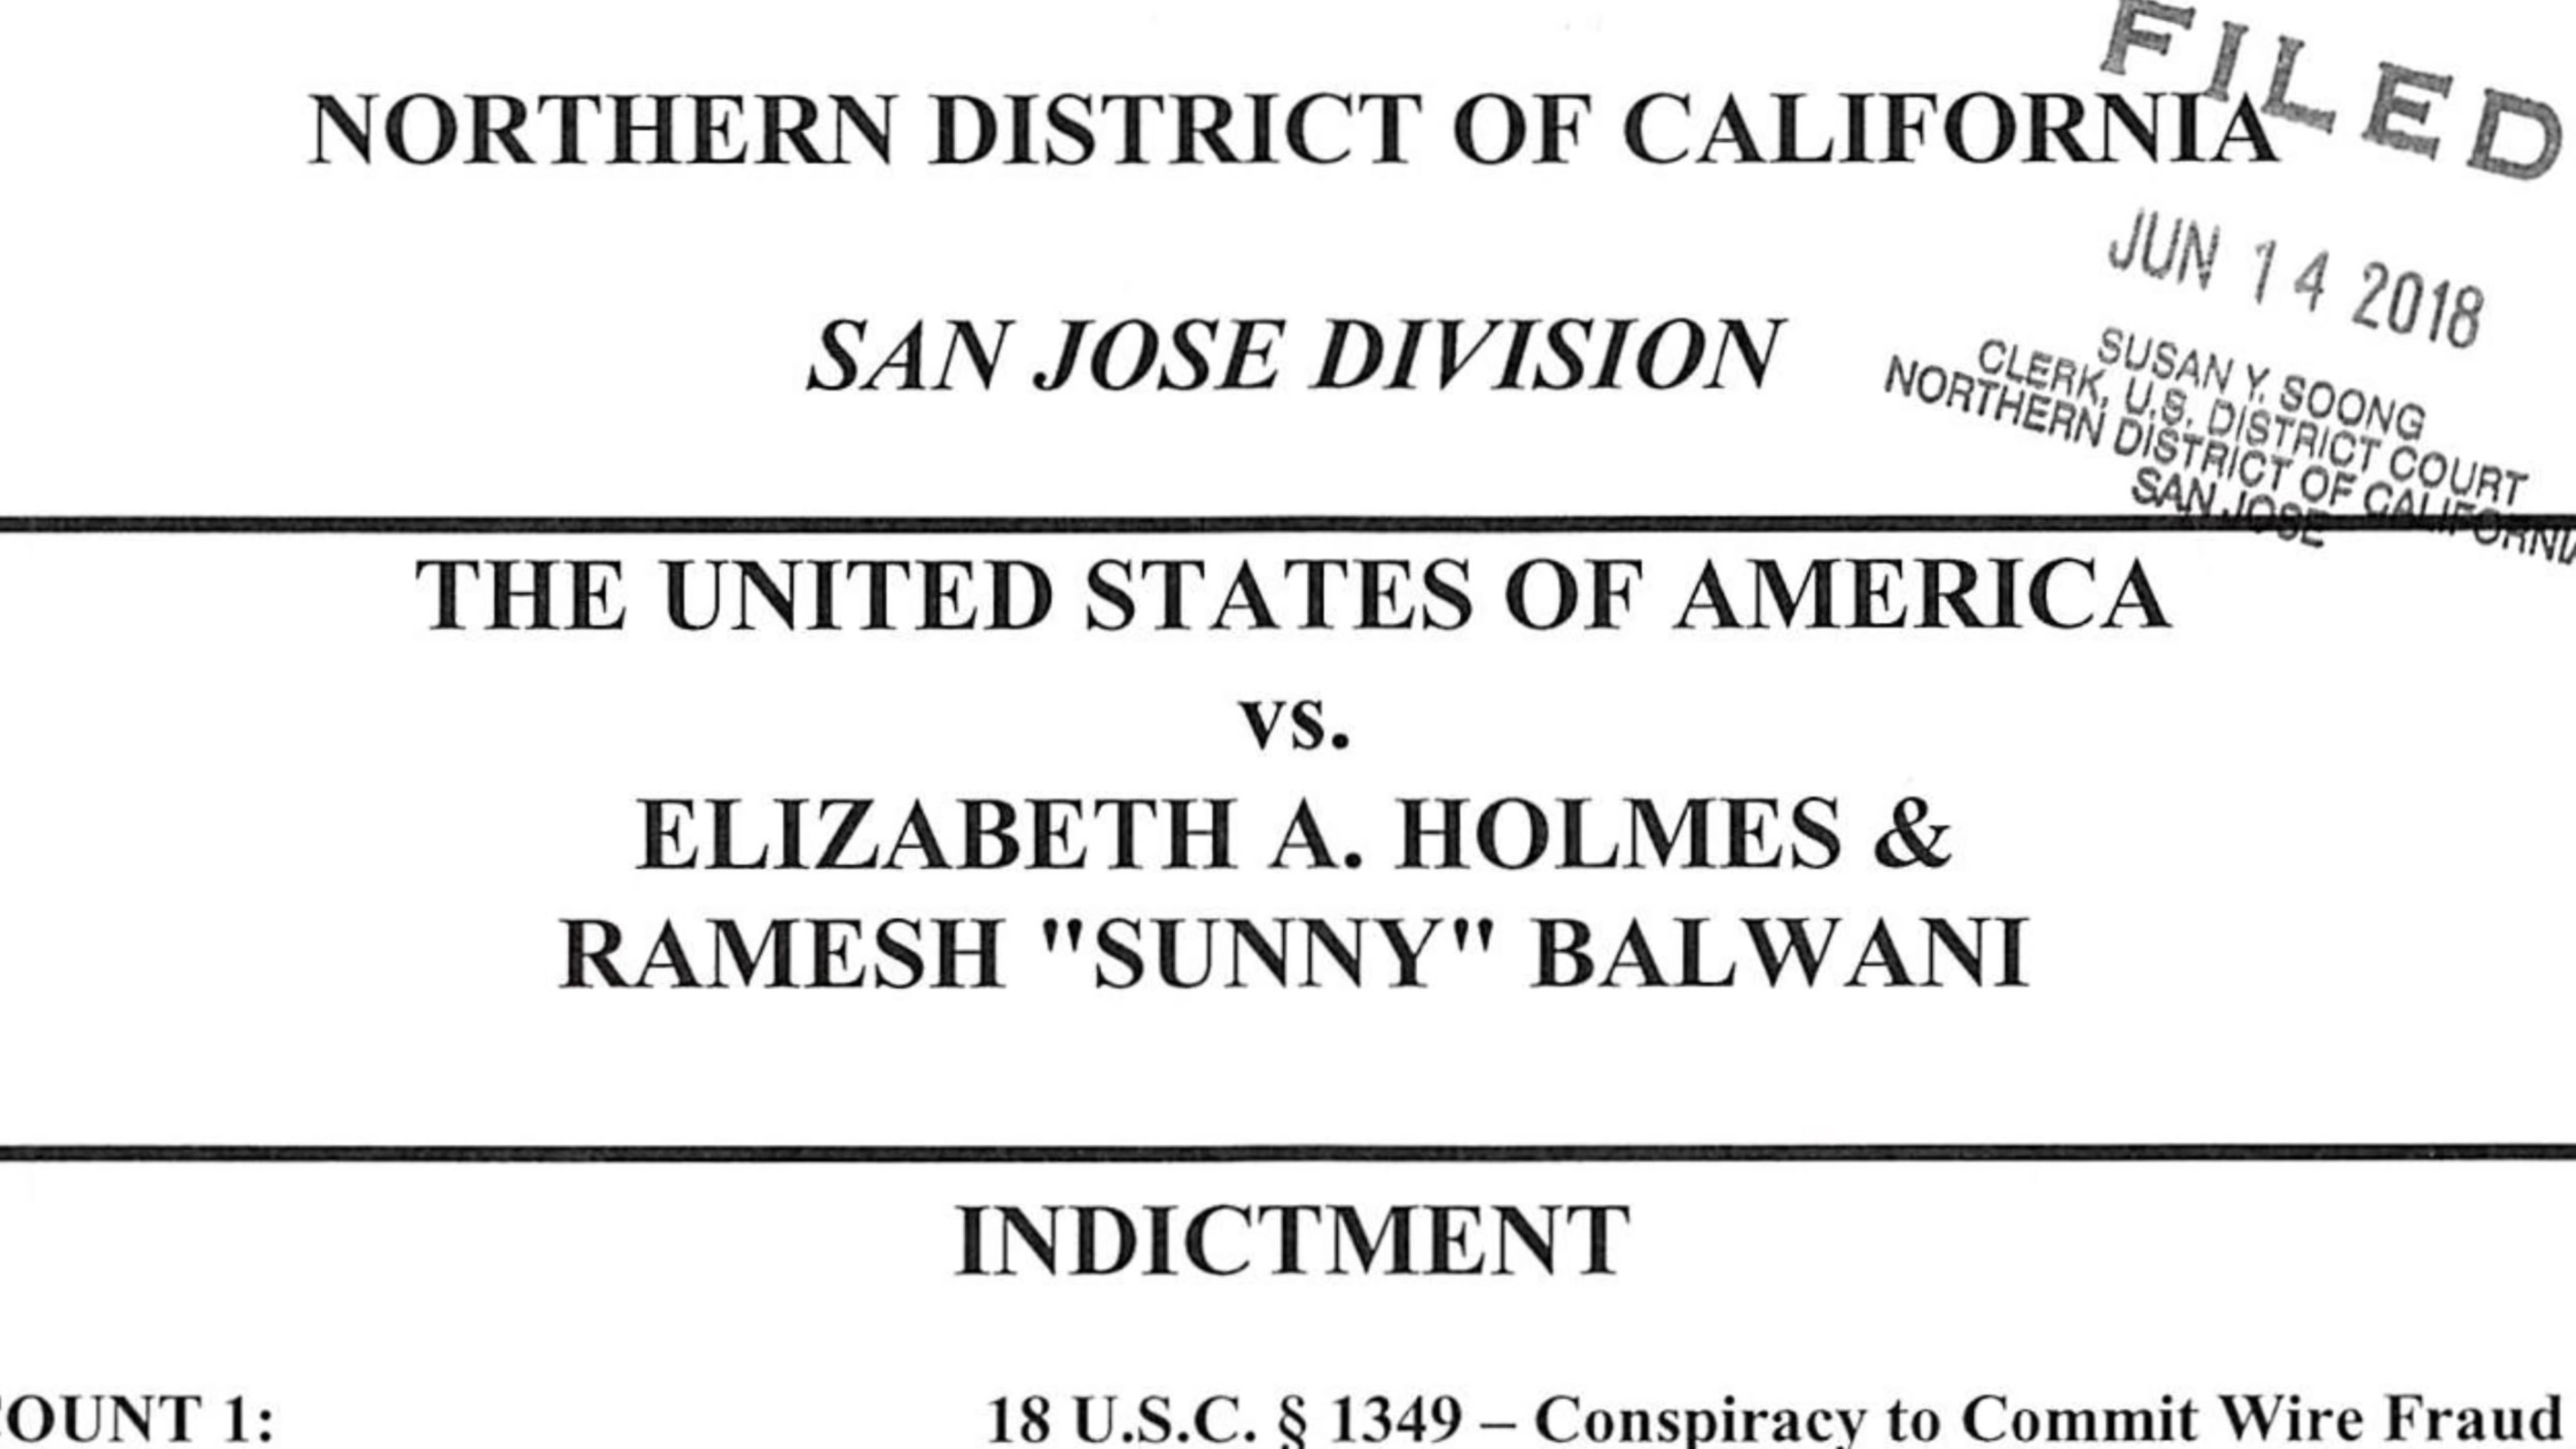 FILED
NORTHERN DISTRICT OF CALIFORNIA
JUN 14 2018
SAN JOSE DIVISION
SUSAN Y. SOONG
CLERK, U.S. DISTRICT COURT
NORTHERN DISTRICT OF CALIFORNIA
SAN JOSE
THE UNITED STATES OF AMERICA
vs.
ELIZABETH A. HOLMES &
RAMESH "SUNNY" BALWANI
INDICTMENT
COUNT 1: 18 U.S.C. § 1349 – Conspiracy to Commit Wire Fraud